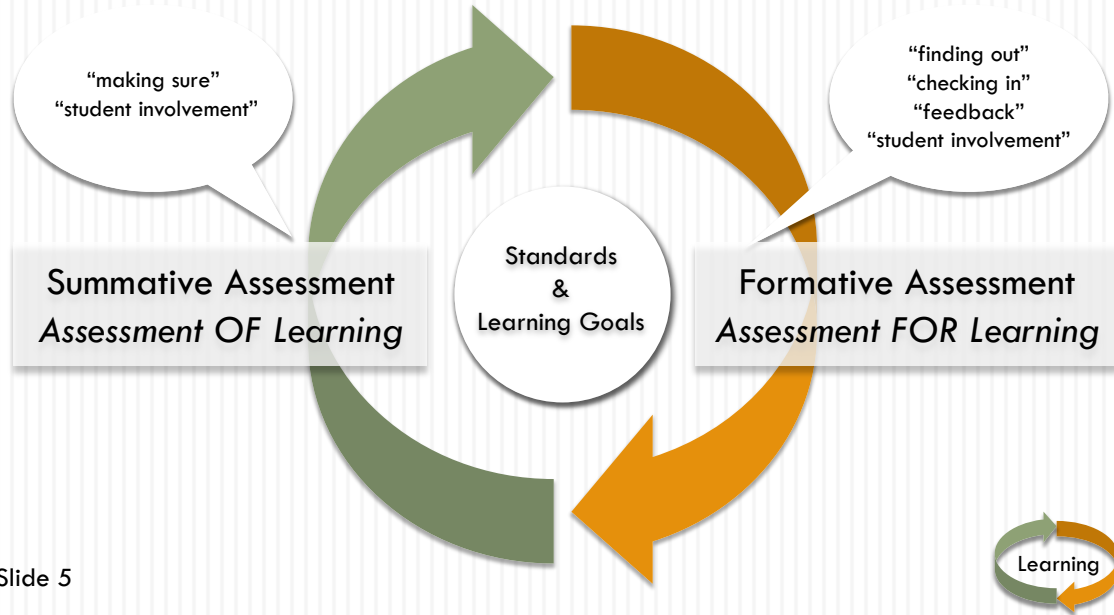 “making sure”
“student involvement”
“finding out”
“checking in”
“feedback”
“student involvement”
Summative Assessment
Assessment OF Learning
Standards
&
Learning Goals
Formative Assessment
Assessment FOR Learning
Slide 5
Learning